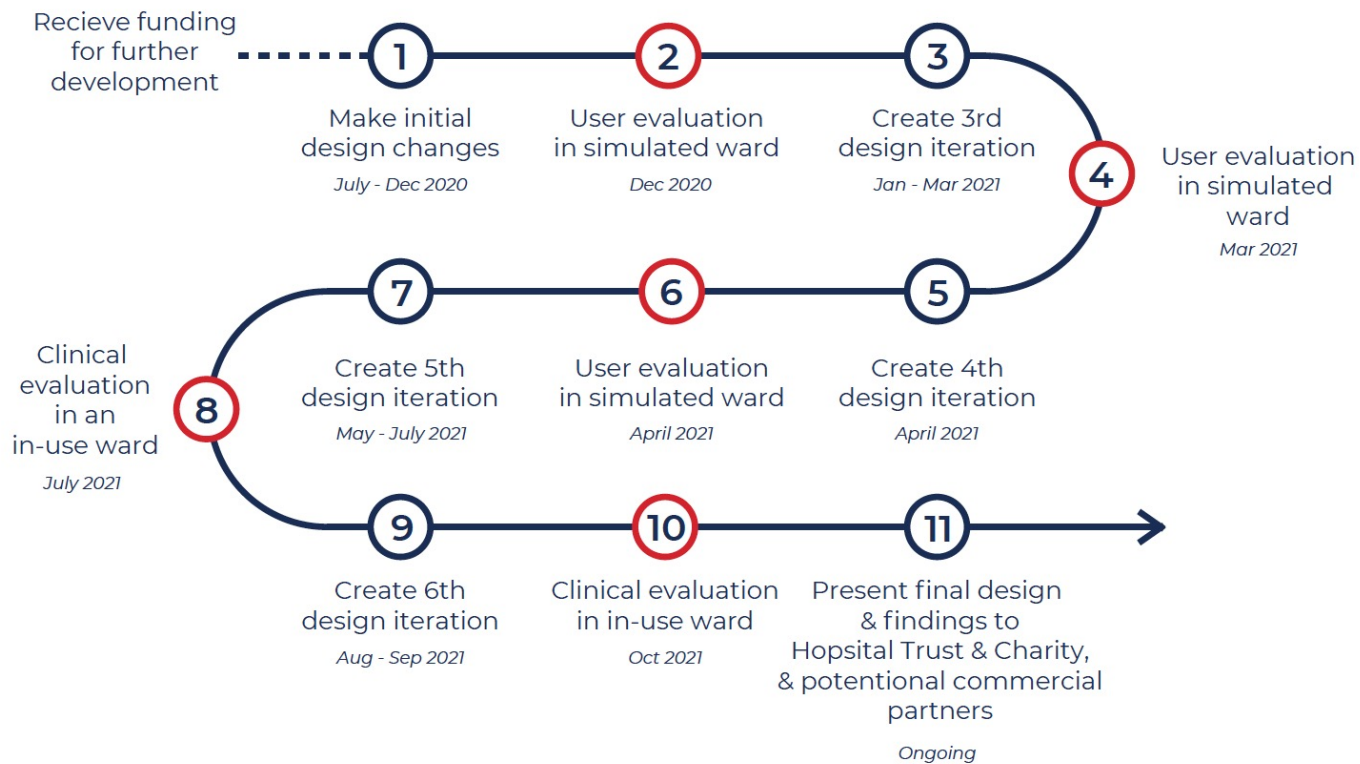 Recieve funding
for further
development
1
Make initial
design changes
July - Dec 2020
2
User evaluation
in simulated ward
Dec 2020
3
Create 3rd
design iteration
Jan - Mar 2021
4
User evaluation
in simulated
ward
Mar 2021
5
Create 4th
design iteration
April 2021
6
User evaluation
in simulated ward
April 2021
7
Create 5th
design iteration
May - July 2021
8
Clinical
evaluation
in an
in-use ward
July 2021
9
Create 6th
design iteration
Aug - Sep 2021
10
Clinical evaluation
in in-use ward
Oct 2021
11
Present final design
& findings to
Hopsital Trust & Charity,
& potentional commercial
partners
Ongoing